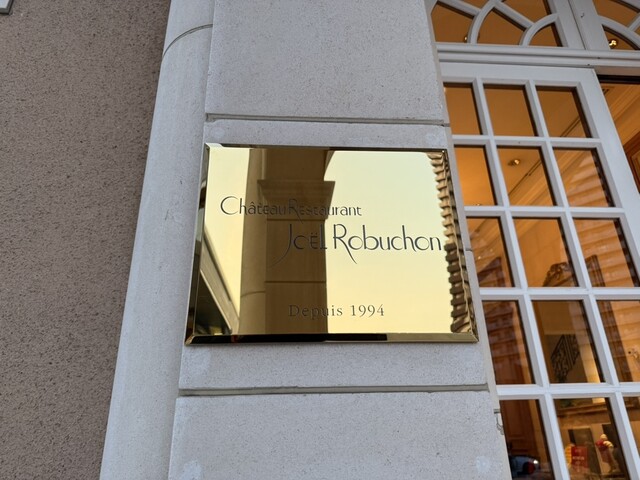 Château Restaurant
Joël Robuchon
Depuis 1994